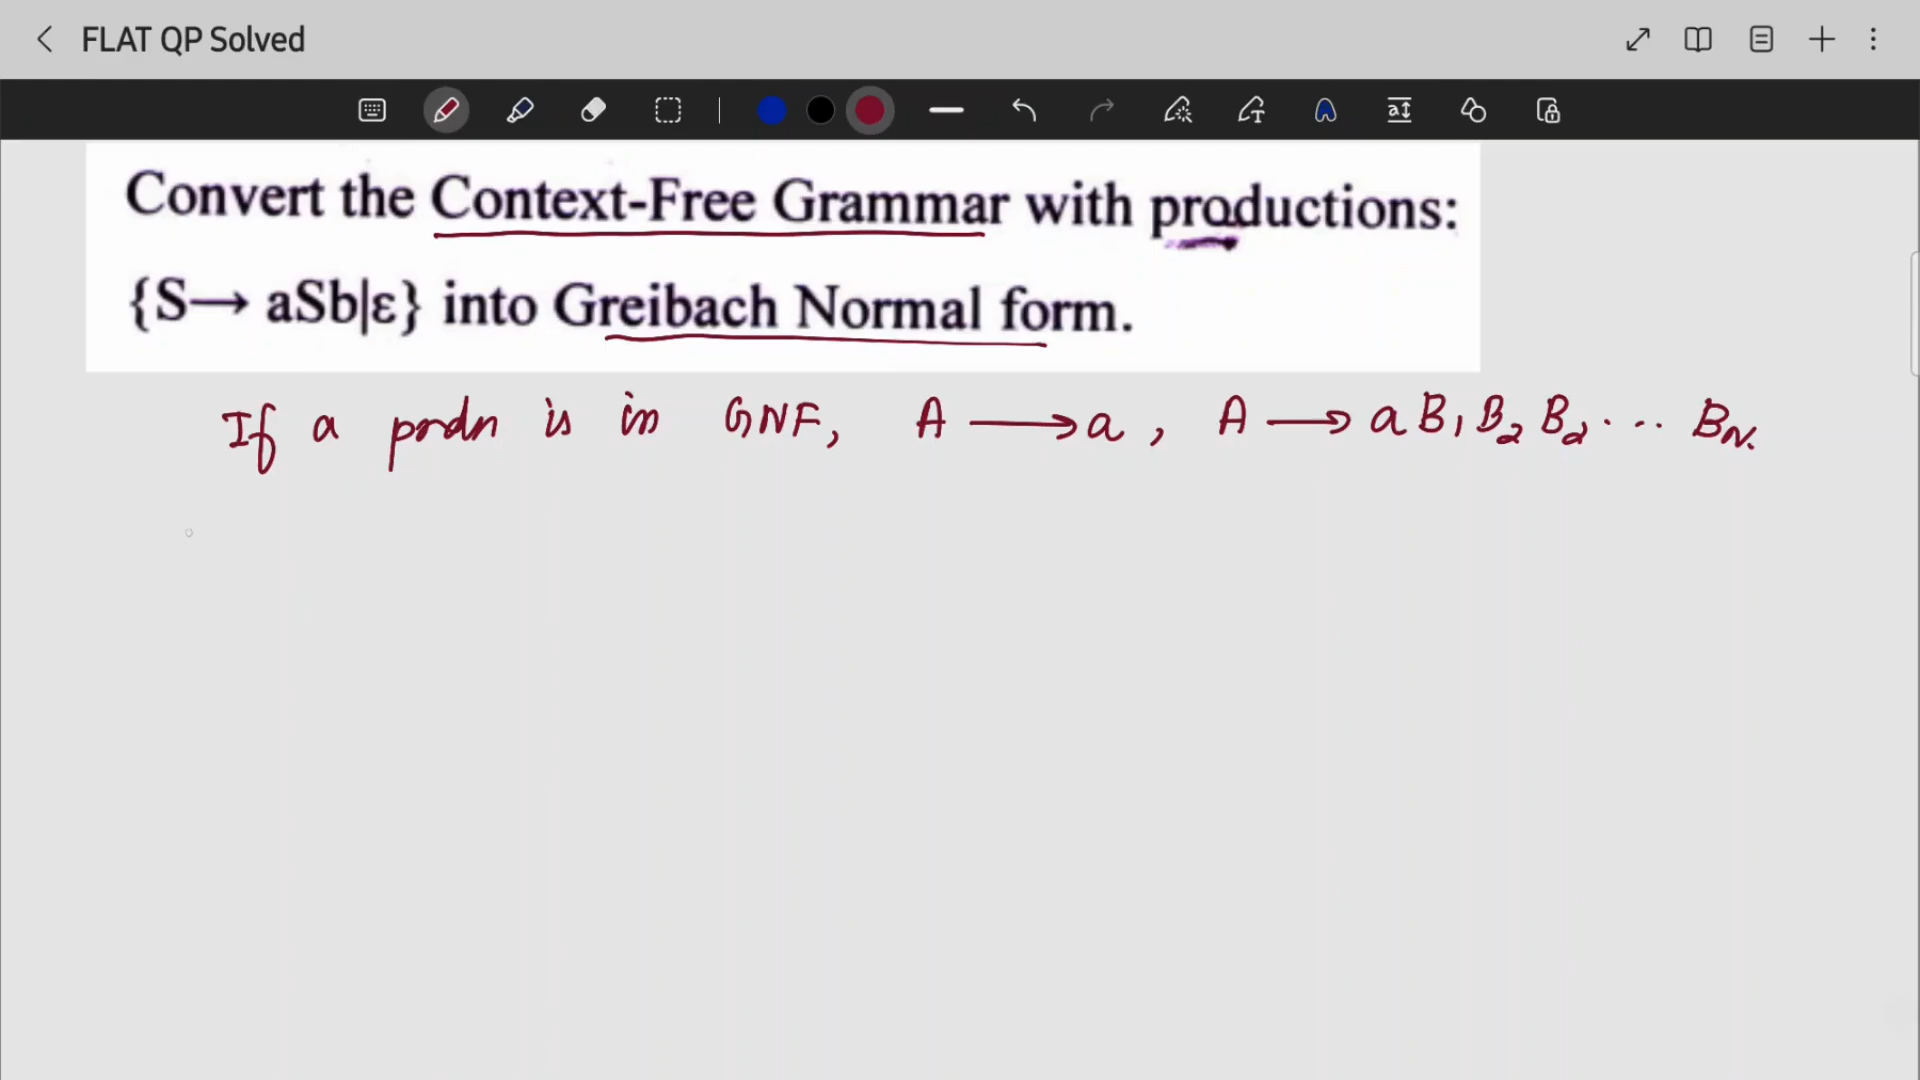 FLAT QP Solved
Convert the Context-Free Grammar with productions:
{S→ aSb|ε} into Greibach Normal form.
If a prdn is in GNF, A → a , A → a B1 B2 B2 . ... BN.